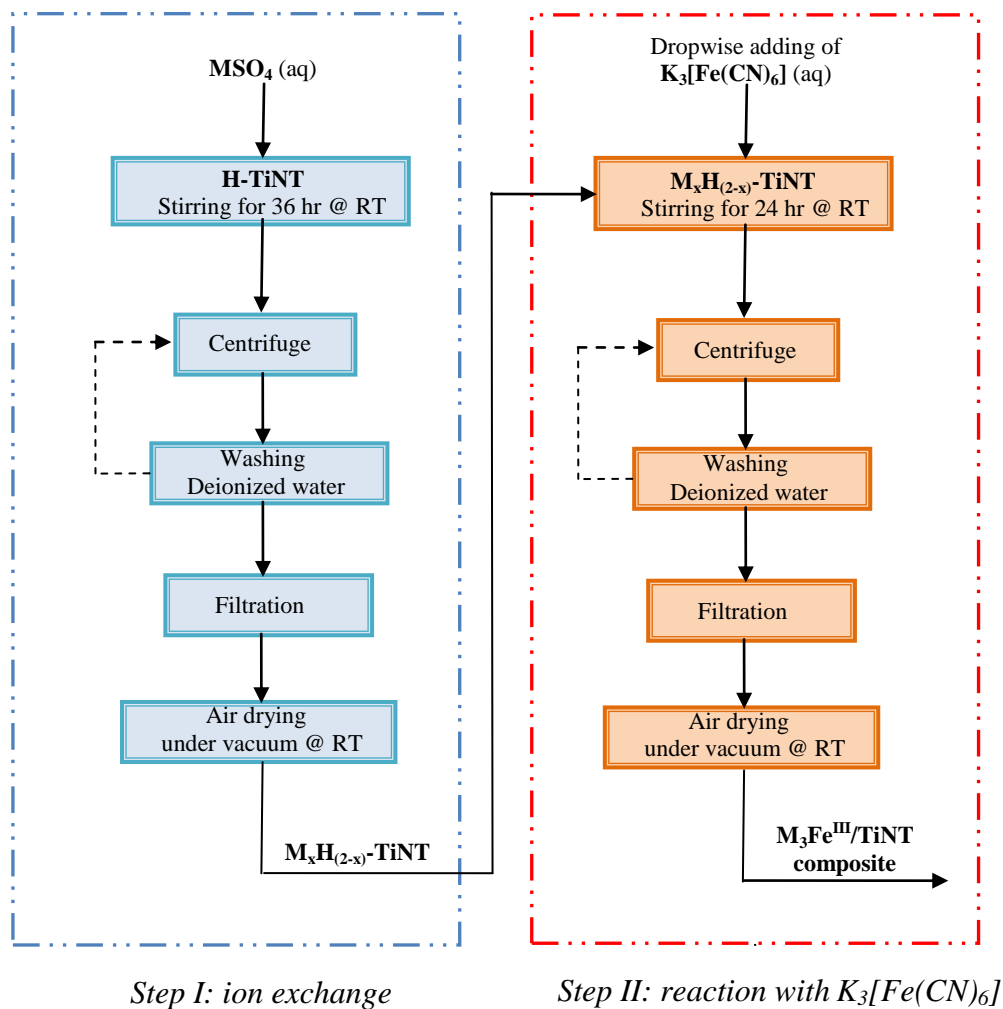 MSO₄ (aq)
H-TiNT
Stirring for 36 hr @ RT
Centrifuge
Washing
Deionized water
Filtration
Air drying
under vacuum @ RT
MₓH₍₂₋ₓ₎-TiNT
Step I: ion exchange
Dropwise adding of
K₃[Fe(CN)₆] (aq)
MₓH₍₂₋ₓ₎-TiNT
Stirring for 24 hr @ RT
Centrifuge
Washing
Deionized water
Filtration
Air drying
under vacuum @ RT
M₃Feᴵᴵᴵ/TiNT
composite
Step II: reaction with K₃[Fe(CN)₆]